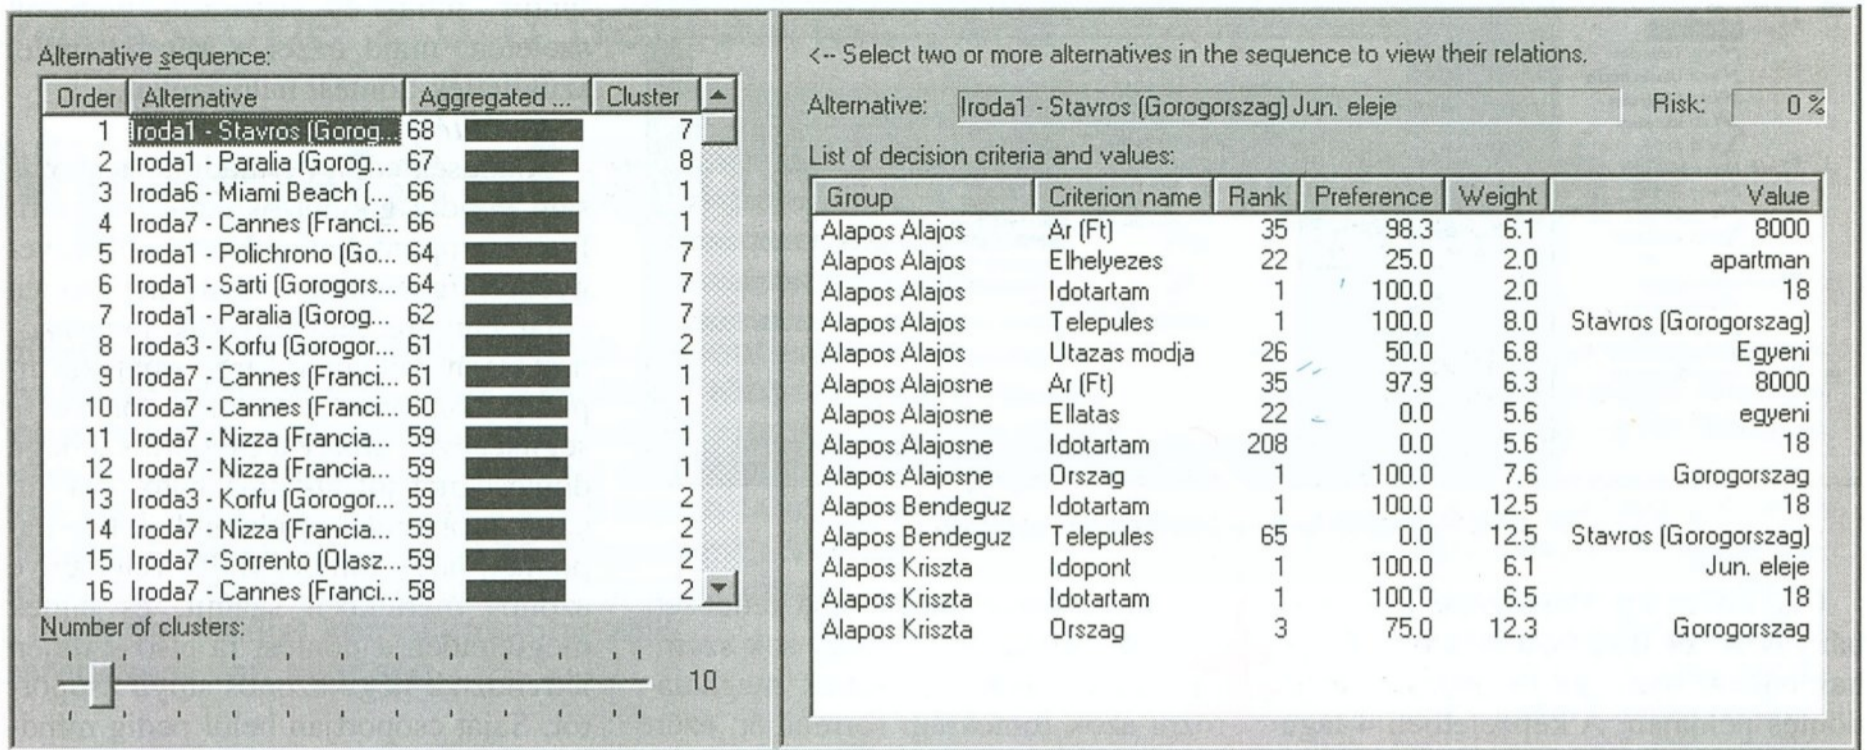 Alternative sequence:
Order Alternative Aggregated ... Cluster
1 Iroda1 - Stavros (Gorog... 68 7
2 Iroda1 - Paralia (Gorog... 67 8
3 Iroda6 - Miami Beach (... 66 1
4 Iroda7 - Cannes (Franci... 66 1
5 Iroda1 - Polichrono (Go... 64 7
6 Iroda1 - Sarti (Gorogors... 64 7
7 Iroda1 - Paralia (Gorog... 62 7
8 Iroda3 - Korfu (Gorogor... 61 2
9 Iroda7 - Cannes (Franci... 61 1
10 Iroda7 - Cannes (Franci... 60 1
11 Iroda7 - Nizza (Francia... 59 1
12 Iroda7 - Nizza (Francia... 59 1
13 Iroda3 - Korfu (Gorogor... 59 2
14 Iroda7 - Nizza (Francia... 59 2
15 Iroda7 - Sorrento (Olasz... 59 2
16 Iroda7 - Cannes (Franci... 58 2
Number of clusters:
10
<-- Select two or more alternatives in the sequence to view their relations.
Alternative: Iroda1 - Stavros (Gorogorszag) Jun. eleje Risk: 0 %
List of decision criteria and values:
Group Criterion name Rank Preference Weight Value
Alapos Alajos Ar (Ft) 35 98.3 6.1 8000
Alapos Alajos Elhelyezes 22 25.0 2.0 apartman
Alapos Alajos Idotartam 1 100.0 2.0 18
Alapos Alajos Telepules 1 100.0 8.0 Stavros (Gorogorszag)
Alapos Alajos Utazas modja 26 50.0 6.8 Egyeni
Alapos Alajosne Ar (Ft) 35 97.9 6.3 8000
Alapos Alajosne Ellatas 22 0.0 5.6 egyeni
Alapos Alajosne Idotartam 208 0.0 5.6 18
Alapos Alajosne Orszag 1 100.0 7.6 Gorogorszag
Alapos Bendeguz Idotartam 1 100.0 12.5 18
Alapos Bendeguz Telepules 65 0.0 12.5 Stavros (Gorogorszag)
Alapos Kriszta Idopont 1 100.0 6.1 Jun. eleje
Alapos Kriszta Idotartam 1 100.0 6.5 18
Alapos Kriszta Orszag 3 75.0 12.3 Gorogorszag